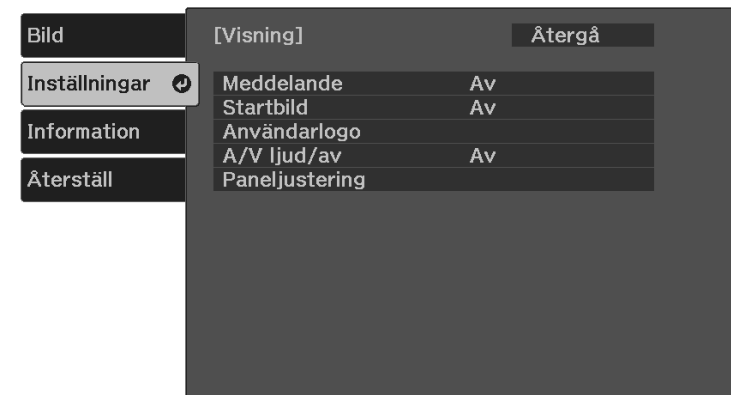 Bild
Inställningar
Information
Återställ
[Visning] Återgå
Meddelande Av
Startbild Av
Användarlogo
A/V ljud/av Av
Paneljustering